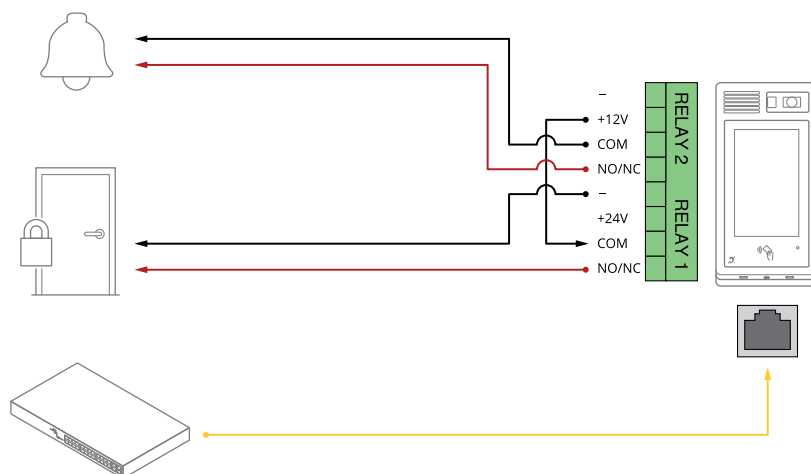 –
+12V
COM
NO/NC
–
+24V
COM
NO/NC
RELAY 2
RELAY 1